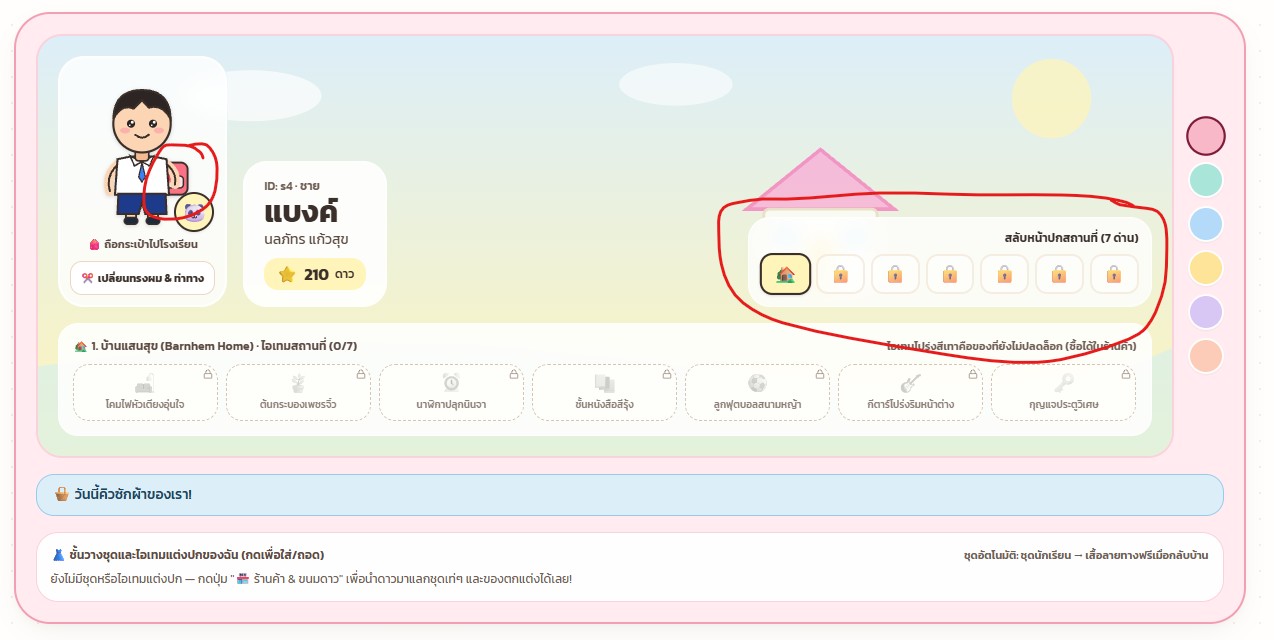 ID: s4 · ชาย
แบงค์
นลภัทร แก้วสุข
210 ดาว
ถือกระเป๋าไปโรงเรียน
เปลี่ยนทรงผม & ท่าทาง
สลับหน้าปกสถานที่ (7 ด่าน)
1. บ้านแสนสุข (Barnhem Home) · ไอเทมสถานที่ (0/7)
ไอเทมโปร่งสีเทาคือของที่ยังไม่ปลดล็อก (ซื้อได้ในร้านค้า)
โคมไฟหัวเตียงอุ่นใจ
ต้นกระบองเพชรจิ๋ว
นาฬิกาปลุกนินจา
ชั้นหนังสือสีรุ้ง
ลูกฟุตบอลสนามหญ้า
กีตาร์โปร่งริมหน้าต่าง
กุญแจประตูวิเศษ
วันนี้คิวซักผ้าของเรา!
ชั้นวางชุดและไอเทมแต่งปกของฉัน (กดเพื่อใส่/ถอด)
ชุดอัตโนมัติ: ชุดนักเรียน → เสื้อลายทางฟรีเมื่อกลับบ้าน
ยังไม่มีชุดหรือไอเทมแต่งปก — กดปุ่ม " ร้านค้า & ขนมดาว" เพื่อนำดาวมาแลกชุดเท่ๆ และของตกแต่งได้เลย!